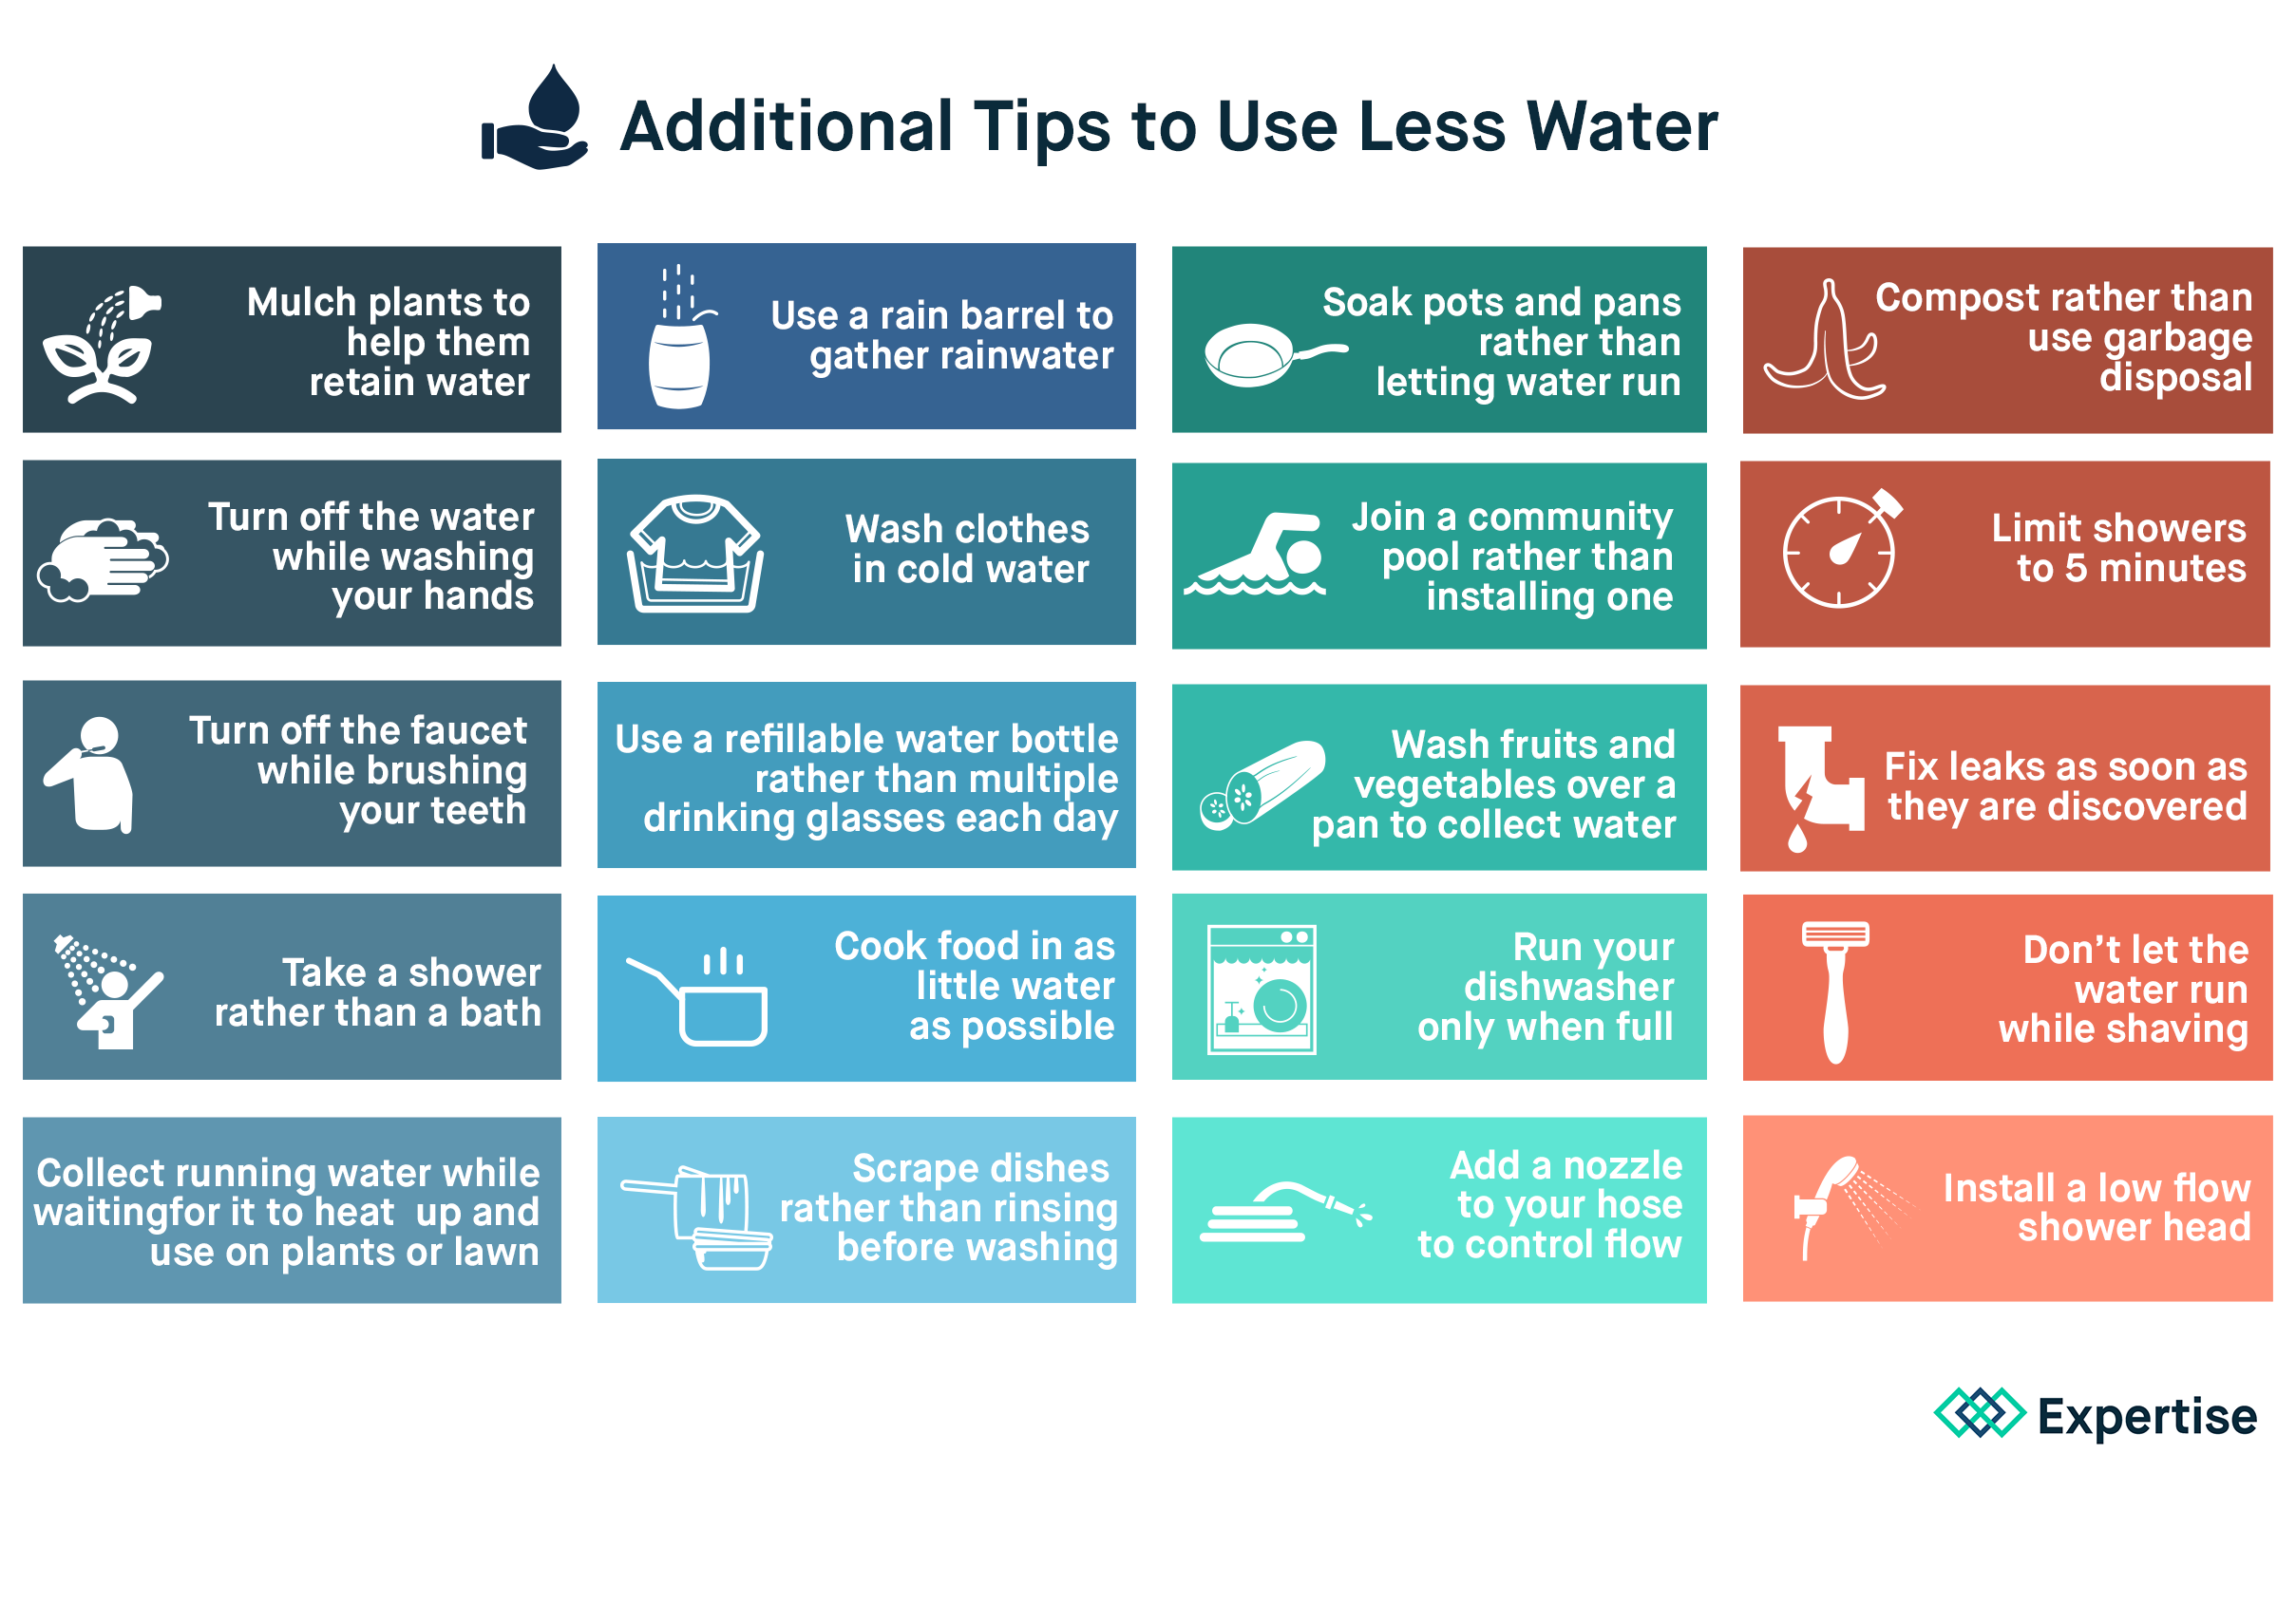 Additional Tips to Use Less Water
Mulch plants to
help them
retain water
Use a rain barrel to
gather rainwater
Soak pots and pans
rather than
letting water run
Compost rather than
use garbage
disposal
Turn off the water
while washing
your hands
Wash clothes
in cold water
Join a community
pool rather than
installing one
Limit showers
to 5 minutes
Turn off the faucet
while brushing
your teeth
Use a refillable water bottle
rather than multiple
drinking glasses each day
Wash fruits and
vegetables over a
pan to collect water
Fix leaks as soon as
they are discovered
Take a shower
rather than a bath
Cook food in as
little water
as possible
Run your
dishwasher
only when full
Don’t let the
water run
while shaving
Collect running water while
waitingfor it to heat  up and
use on plants or lawn
Scrape dishes
rather than rinsing
before washing
Add a nozzle
to your hose
to control flow
Install a low flow
shower head
Expertise